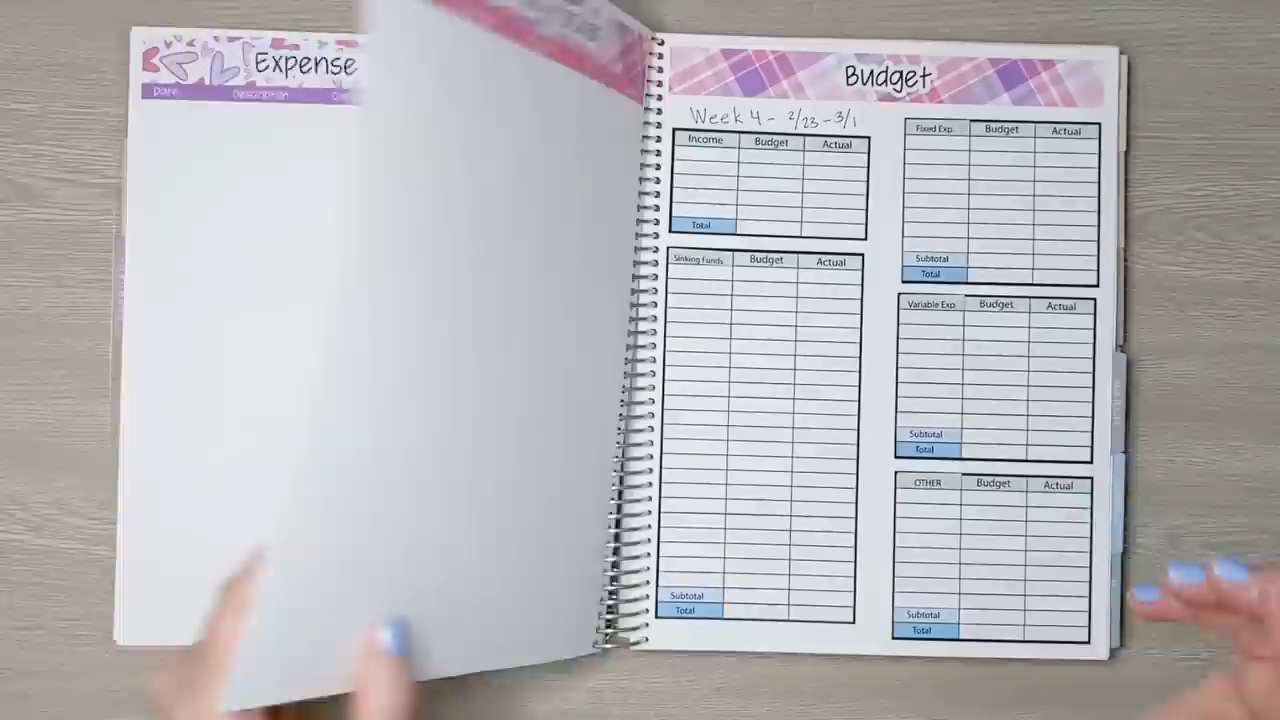 Expense
Date Description
Budget
Week 4 - 2/23 - 3/1
Income Budget Actual
Total
Sinking Funds Budget Actual
Subtotal
Total
Fixed Exp. Budget Actual
Subtotal
Total
Variable Exp. Budget Actual
Subtotal
Total
OTHER Budget Actual
Subtotal
Total